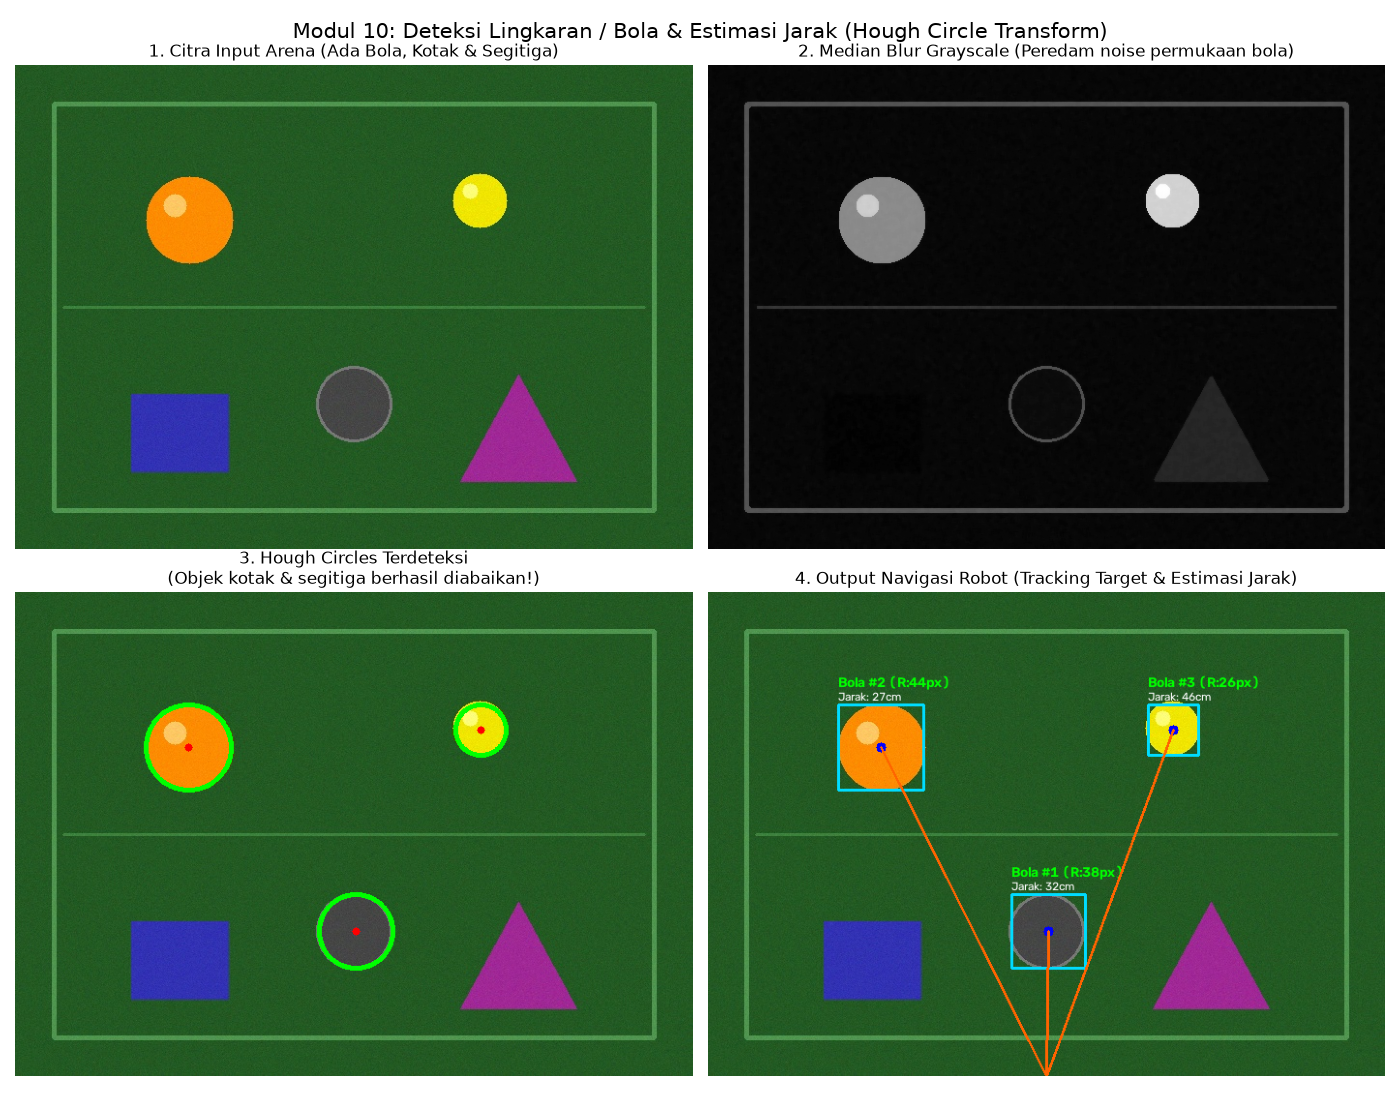 Modul 10: Deteksi Lingkaran / Bola & Estimasi Jarak (Hough Circle Transform)
1. Citra Input Arena (Ada Bola, Kotak & Segitiga)
2. Median Blur Grayscale (Peredam noise permukaan bola)
3. Hough Circles Terdeteksi
(Objek kotak & segitiga berhasil diabaikan!)
4. Output Navigasi Robot (Tracking Target & Estimasi Jarak)
Bola #2 (R:44px)
Jarak: 27cm
Bola #3 (R:26px)
Jarak: 46cm
Bola #1 (R:38px)
Jarak: 32cm